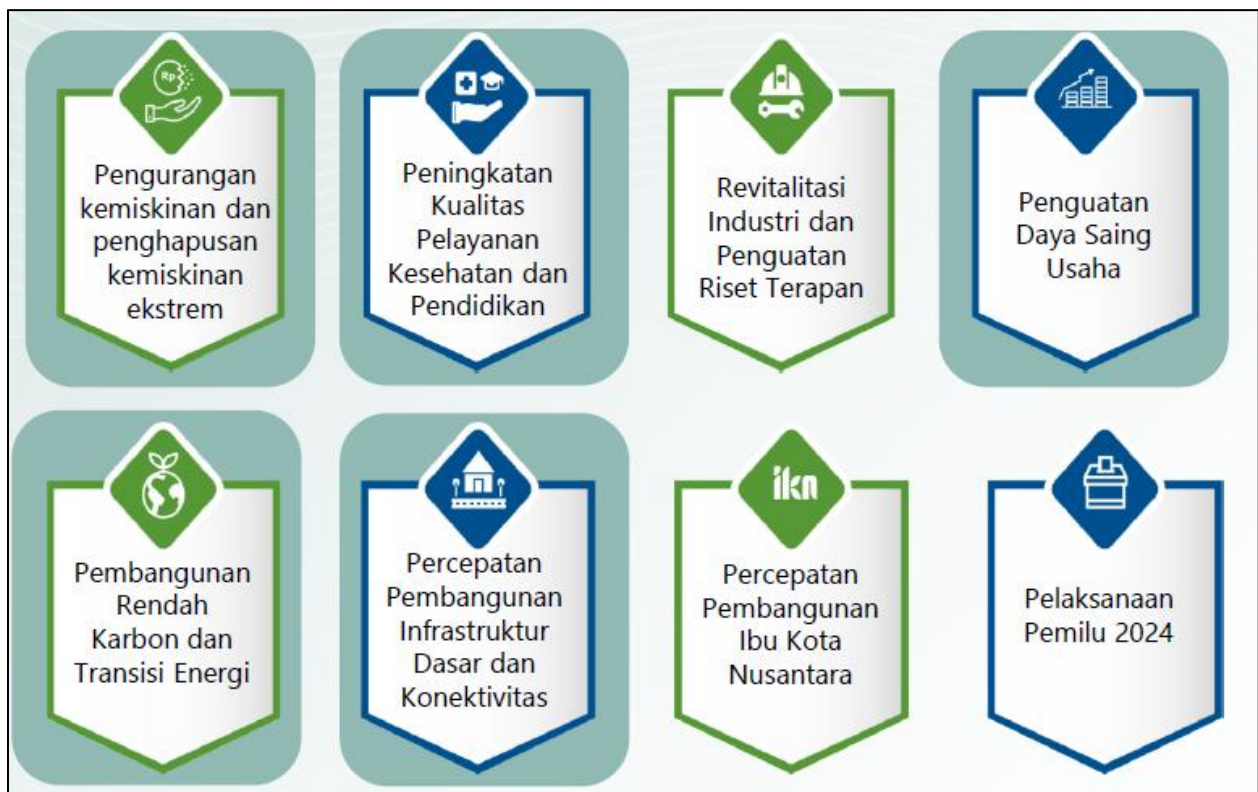 Rp
Pengurangan
kemiskinan dan
penghapusan
kemiskinan
ekstrem
Peningkatan
Kualitas
Pelayanan
Kesehatan dan
Pendidikan
Revitalitasi
Industri dan
Penguatan
Riset Terapan
Penguatan
Daya Saing
Usaha
Pembangunan
Rendah
Karbon dan
Transisi Energi
Percepatan
Pembangunan
Infrastruktur
Dasar dan
Konektivitas
ikn
Percepatan
Pembangunan
Ibu Kota
Nusantara
Pelaksanaan
Pemilu 2024